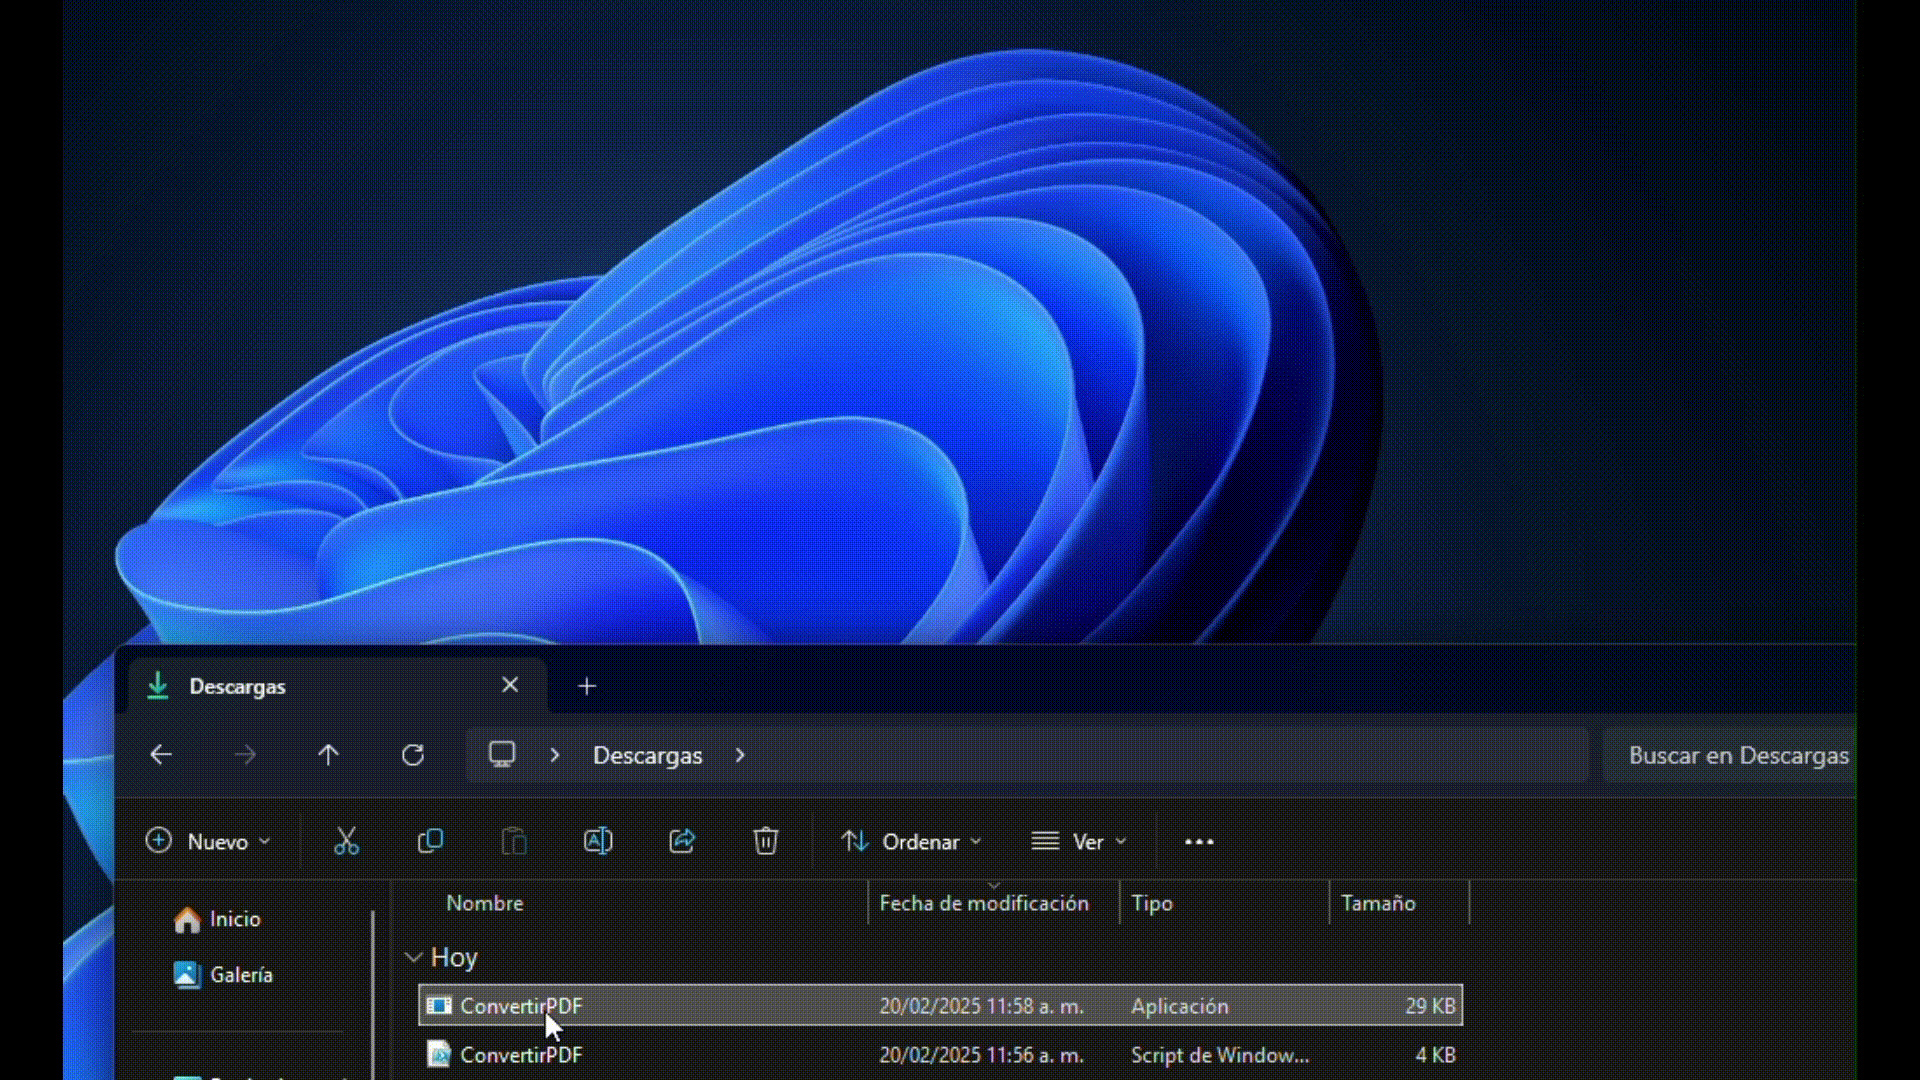 Descargas
Descargas
Buscar en Descargas
Nuevo
Ordenar
Ver
Inicio
Galería
Nombre
Fecha de modificación
Tipo
Tamaño
Hoy
ConvertirPDF 20/02/2025 11:58 a. m. Aplicación 29 KB
ConvertirPDF 20/02/2025 11:56 a. m. Script de Window... 4 KB